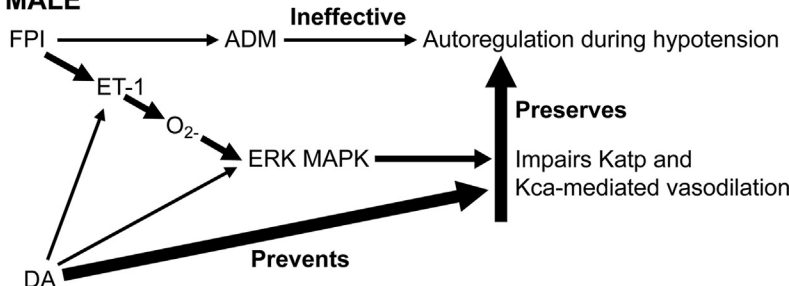 MALE
Ineffective
FPI ADM Autoregulation during hypotension
ET-1
Preserves
O2-
ERK MAPK Impairs Katp and
Kca-mediated vasodilation
Prevents
DA